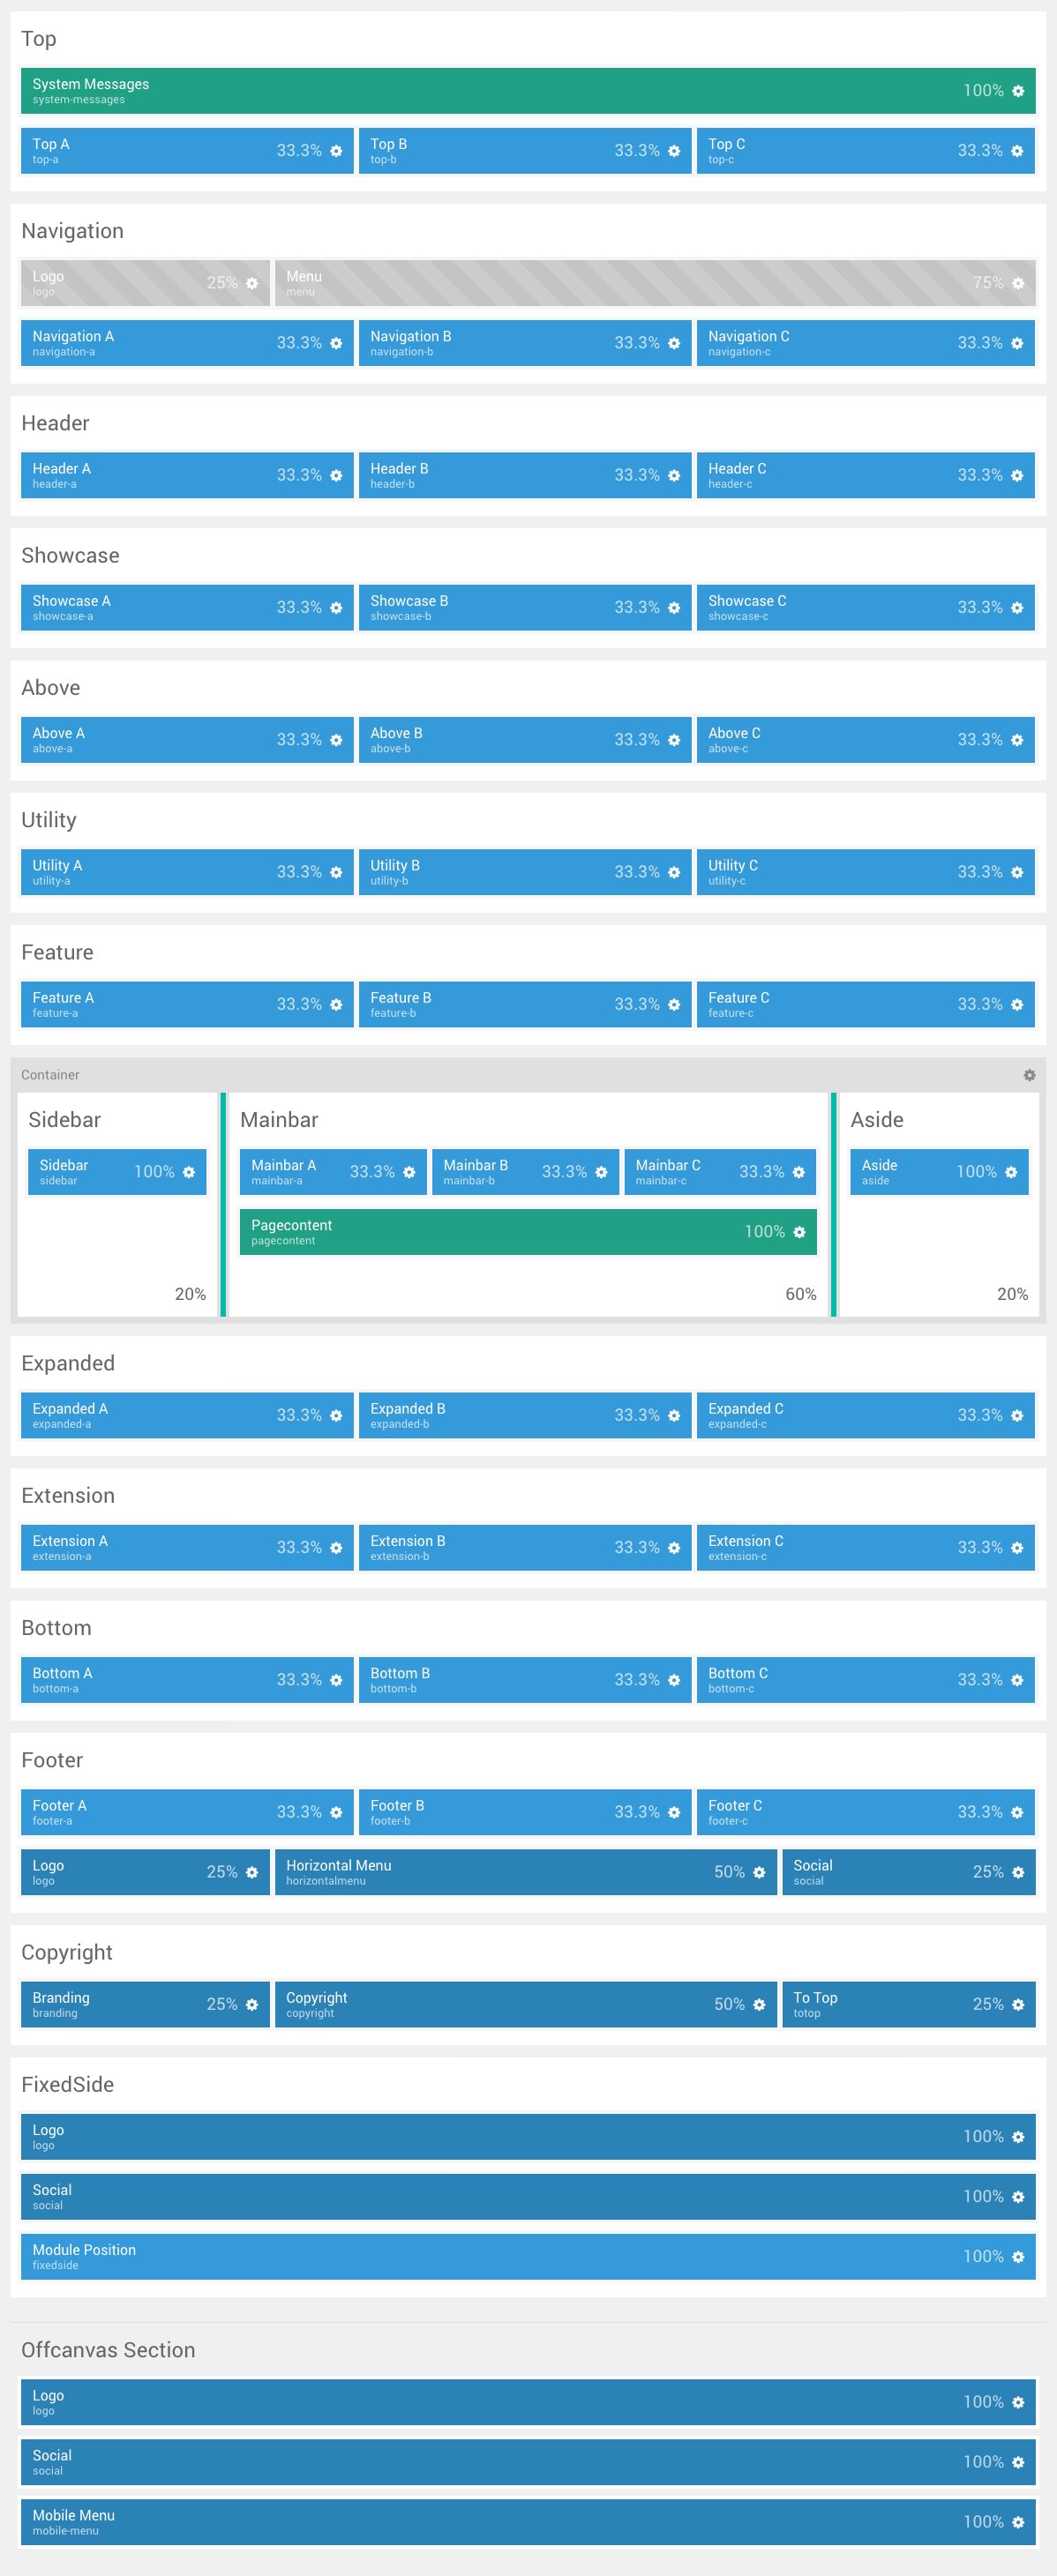 Top
System Messages 100%
system-messages
Top A 33.3% Top B 33.3% Top C 33.3%
top-a top-b top-c
Navigation
Logo 25% Menu 75%
logo menu
Navigation A 33.3% Navigation B 33.3% Navigation C 33.3%
navigation-a navigation-b navigation-c
Header
Header A 33.3% Header B 33.3% Header C 33.3%
header-a header-b header-c
Showcase
Showcase A 33.3% Showcase B 33.3% Showcase C 33.3%
showcase-a showcase-b showcase-c
Above
Above A 33.3% Above B 33.3% Above C 33.3%
above-a above-b above-c
Utility
Utility A 33.3% Utility B 33.3% Utility C 33.3%
utility-a utility-b utility-c
Feature
Feature A 33.3% Feature B 33.3% Feature C 33.3%
feature-a feature-b feature-c
Container
Sidebar Mainbar Aside
Sidebar 100% Mainbar A 33.3% Mainbar B 33.3% Mainbar C 33.3% Aside 100%
sidebar mainbar-a mainbar-b mainbar-c aside
Pagecontent 100%
pagecontent
20% 60% 20%
Expanded
Expanded A 33.3% Expanded B 33.3% Expanded C 33.3%
expanded-a expanded-b expanded-c
Extension
Extension A 33.3% Extension B 33.3% Extension C 33.3%
extension-a extension-b extension-c
Bottom
Bottom A 33.3% Bottom B 33.3% Bottom C 33.3%
bottom-a bottom-b bottom-c
Footer
Footer A 33.3% Footer B 33.3% Footer C 33.3%
footer-a footer-b footer-c
Logo 25% Horizontal Menu 50% Social 25%
logo horizontalmenu social
Copyright
Branding 25% Copyright 50% To Top 25%
branding copyright totop
FixedSide
Logo 100%
logo
Social 100%
social
Module Position 100%
fixedside
Offcanvas Section
Logo 100%
logo
Social 100%
social
Mobile Menu 100%
mobile-menu